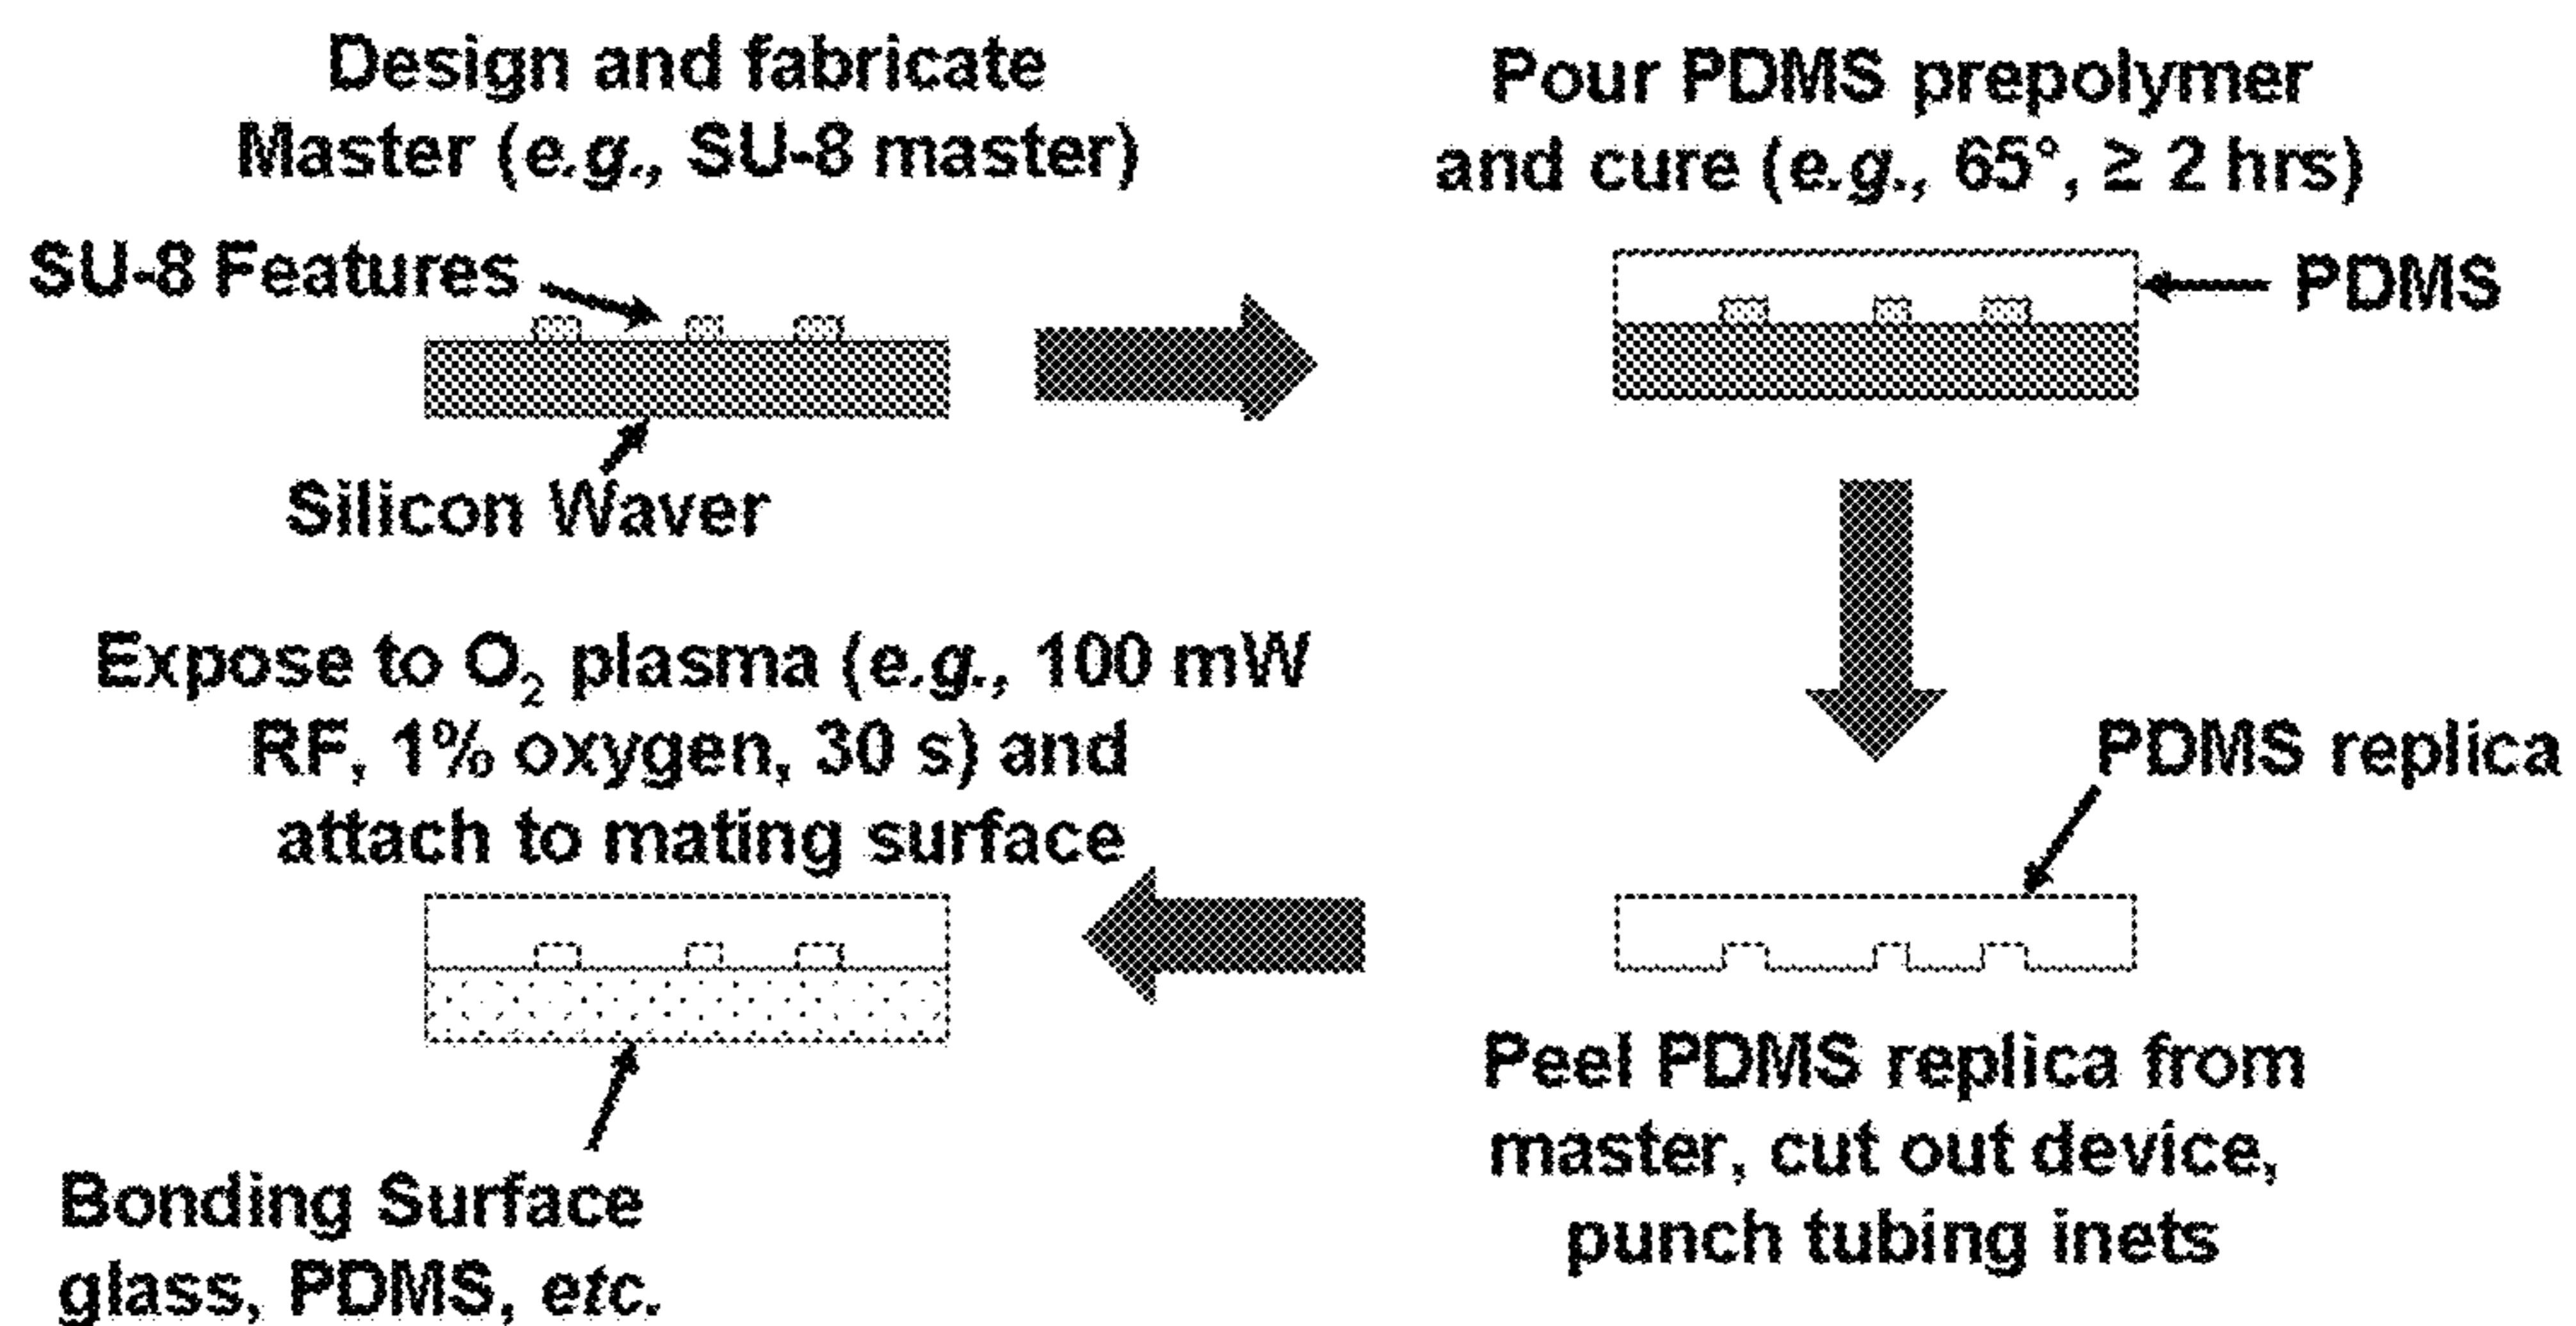 Design and fabricate
Master (e.g., SU-8 master)
SU-8 Features
Silicon Waver
Pour PDMS prepolymer
and cure (e.g., 65°, ≥ 2 hrs)
PDMS
PDMS replica
Peel PDMS replica from
master, cut out device,
punch tubing inets
Expose to O₂ plasma (e.g., 100 mW
RF, 1% oxygen, 30 s) and
attach to mating surface
Bonding Surface
glass, PDMS, etc.